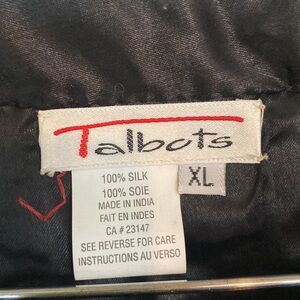 Talbots
XL
100% SILK
100% SOIE
MADE IN INDIA
FAIT EN INDES
CA # 23147
SEE REVERSE FOR CARE
INSTRUCTIONS AU VERSO